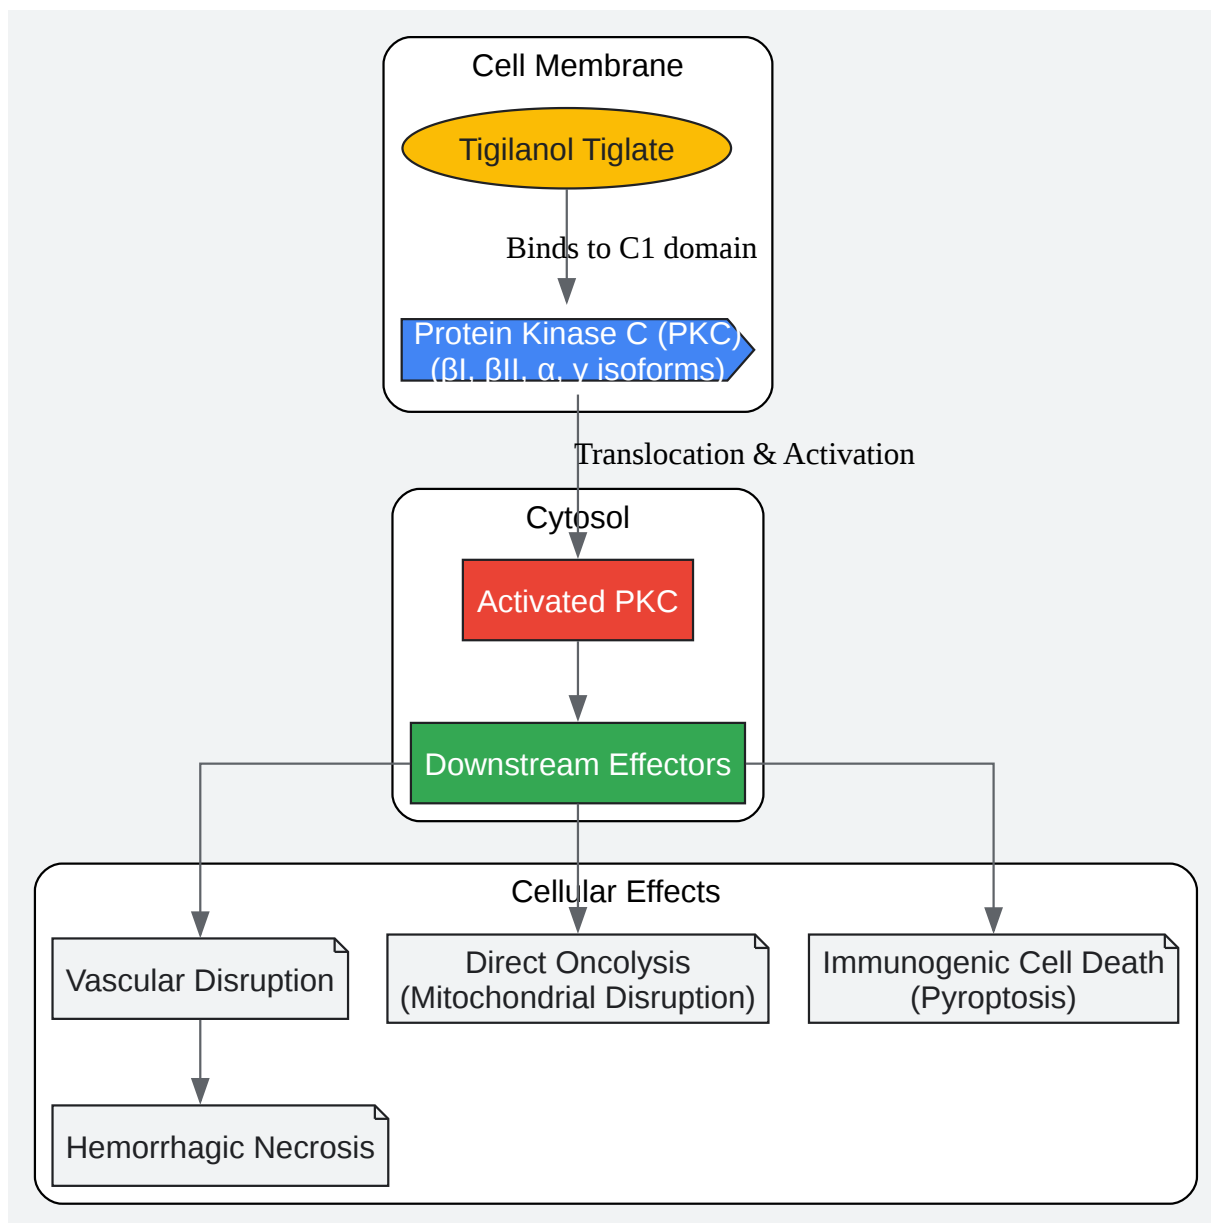 Cell Membrane
Tigilanol Tiglate
Binds to C1 domain
Protein Kinase C (PKC)
(βI, βII, α, γ isoforms)
Translocation & Activation
Cytosol
Activated PKC
Downstream Effectors
Cellular Effects
Vascular Disruption
Direct Oncolysis
(Mitochondrial Disruption)
Immunogenic Cell Death
(Pyroptosis)
Hemorrhagic Necrosis